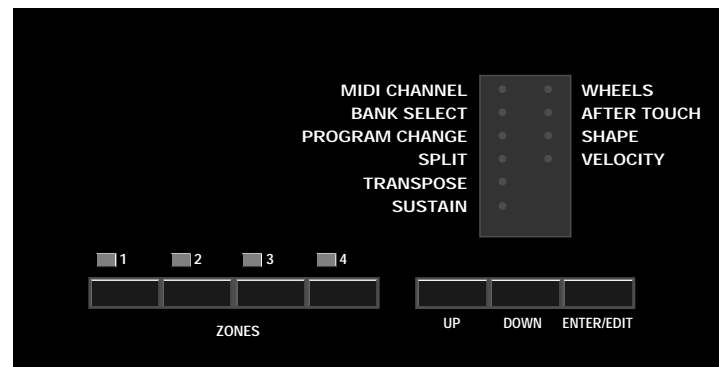 MIDI CHANNEL WHEELS
BANK SELECT AFTER TOUCH
PROGRAM CHANGE SHAPE
SPLIT VELOCITY
TRANSPOSE
SUSTAIN
1 2 3 4
ZONES UP DOWN ENTER/EDIT